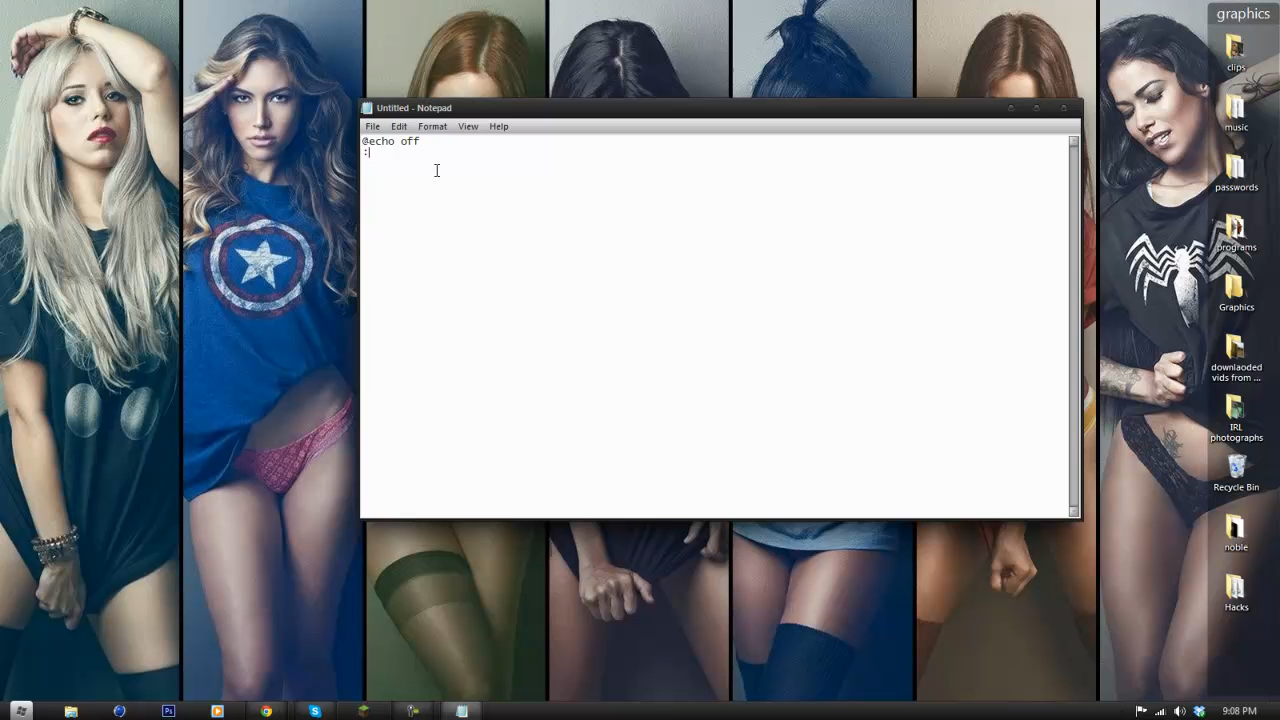 graphics
Untitled - Notepad
File Edit Format View Help
@echo off
:
clips
music
passwords
programs
Graphics
downlaoded
vids from ...
IRL
photographs
Recycle Bin
noble
Hacks
Ps
9:08 PM